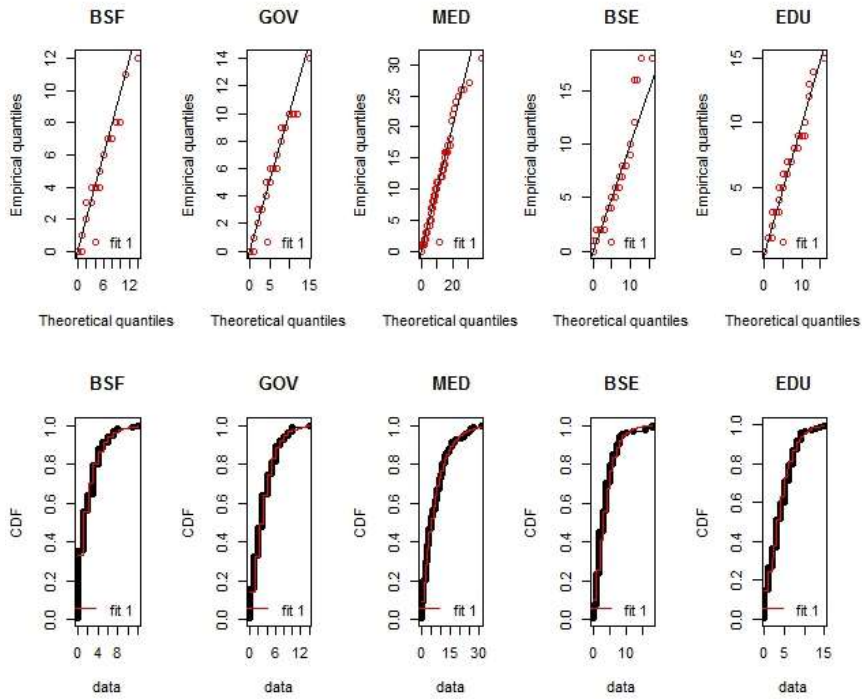 BSF GOV MED BSE EDU
Empirical quantiles 0 2 4 6 8 10 12
fit 1
0 6 12
Theoretical quantiles
Empirical quantiles 0 2 4 6 8 10 12 14
fit 1
0 5 15
Theoretical quantiles
Empirical quantiles 0 5 10 15 20 25 30
fit 1
0 20
Theoretical quantiles
Empirical quantiles 0 5 10 15
fit 1
0 10
Theoretical quantiles
Empirical quantiles 0 5 10 15
fit 1
0 10
Theoretical quantiles
BSF GOV MED BSE EDU
CDF 0.0 0.2 0.4 0.6 0.8 1.0
fit 1
0 4 8
data
CDF 0.0 0.2 0.4 0.6 0.8 1.0
fit 1
0 6 12
data
CDF 0.0 0.2 0.4 0.6 0.8 1.0
fit 1
0 15 30
data
CDF 0.0 0.2 0.4 0.6 0.8 1.0
fit 1
0 10
data
CDF 0.0 0.2 0.4 0.6 0.8 1.0
fit 1
0 5 15
data